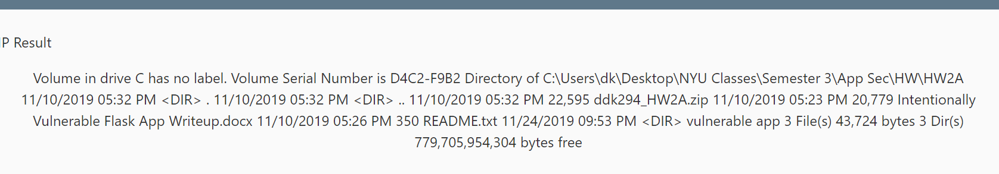 IP Result
Volume in drive C has no label. Volume Serial Number is D4C2-F9B2 Directory of C:\Users\dk\Desktop\NYU Classes\Semester 3\App Sec\HW\HW2A
11/10/2019 05:32 PM <DIR> . 11/10/2019 05:32 PM <DIR> .. 11/10/2019 05:32 PM 22,595 ddk294_HW2A.zip 11/10/2019 05:23 PM 20,779 Intentionally
Vulnerable Flask App Writeup.docx 11/10/2019 05:26 PM 350 README.txt 11/24/2019 09:53 PM <DIR> vulnerable app 3 File(s) 43,724 bytes 3 Dir(s)
779,705,954,304 bytes free